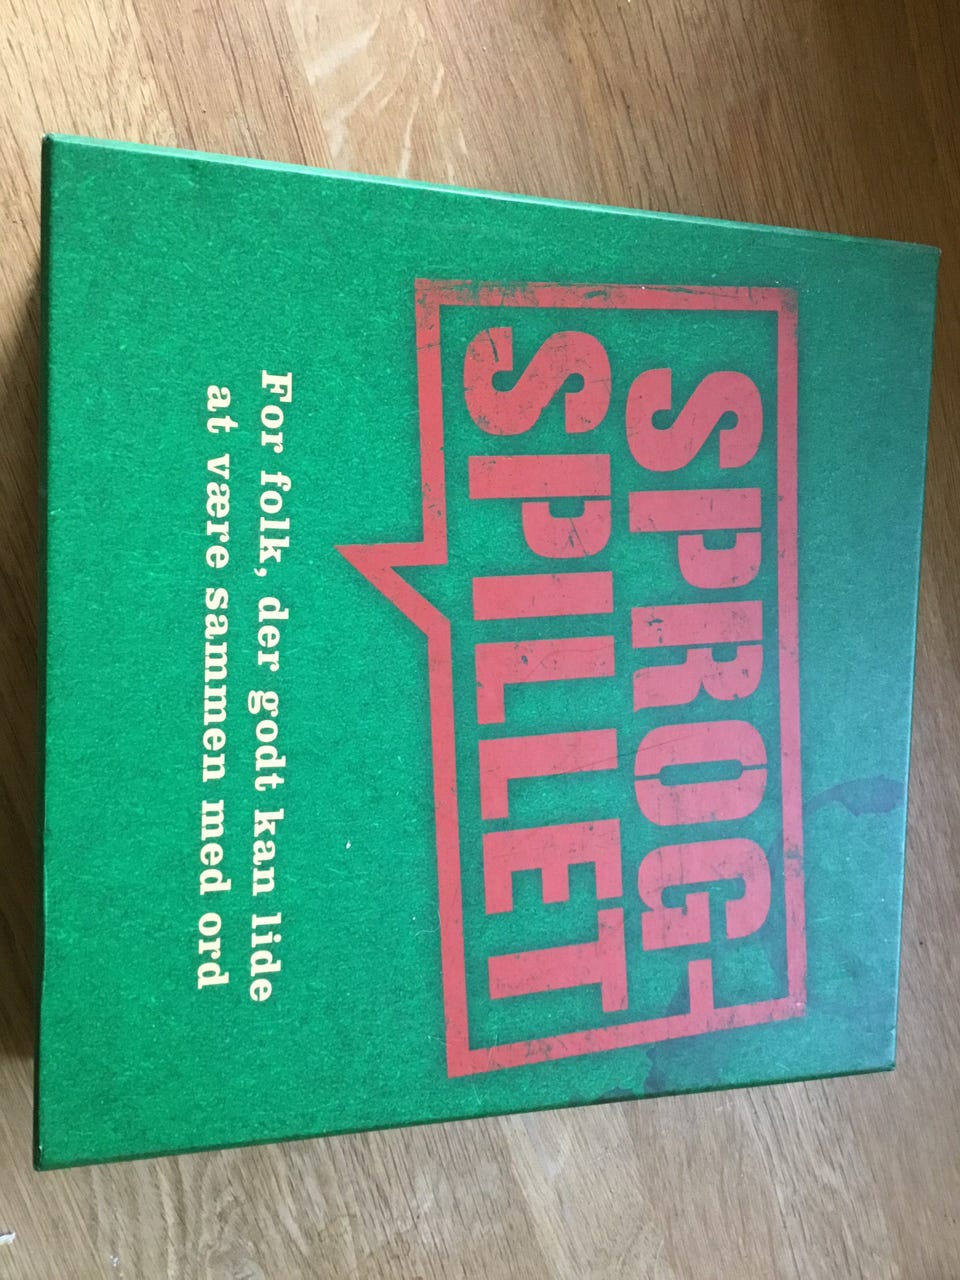 SPROG-
SPILLET
For folk, der godt kan lide
at være sammen med ord